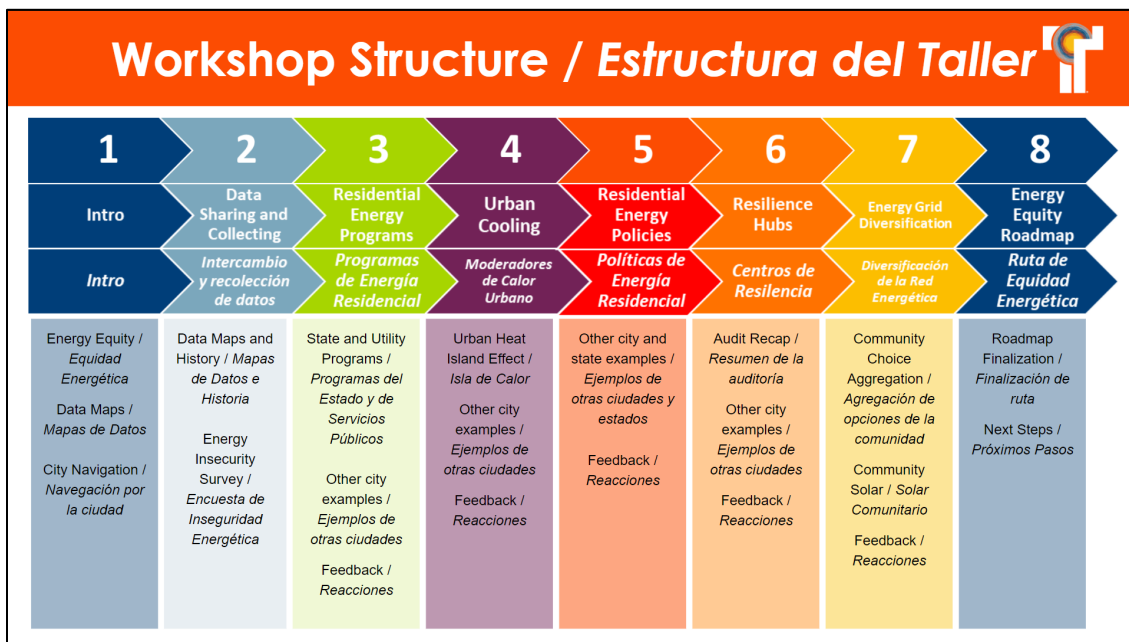 Workshop Structure / Estructura del Taller
1
Intro
Intro
Energy Equity /
Equidad
Energética
Data Maps /
Mapas de Datos
City Navigation /
Navegación por
la ciudad
2
Data
Sharing and
Collecting
Intercambio
y recolección
de datos
Data Maps and
History / Mapas
de Datos e
Historia
Energy
Insecurity
Survey /
Encuesta de
Inseguridad
Energética
3
Residential
Energy
Programs
Programas
de Energía
Residencial
State and Utility
Programs /
Programas del
Estado y de
Servicios
Públicos
Other city
examples /
Ejemplos de
otras ciudades
Feedback /
Reacciones
4
Urban
Cooling
Moderadores
de Calor
Urbano
Urban Heat
Island Effect /
Isla de Calor
Other city
examples /
Ejemplos de
otras ciudades
Feedback /
Reacciones
5
Residential
Energy
Policies
Políticas de
Energía
Residencial
Other city and
state examples /
Ejemplos de
otras ciudades y
estados
Feedback /
Reacciones
6
Resilience
Hubs
Centros de
Resilencia
Audit Recap /
Resumen de la
auditoría
Other city
examples /
Ejemplos de
otras ciudades
Feedback /
Reacciones
7
Energy Grid
Diversification
Diversificación
de la Red
Energética
Community
Choice
Aggregation /
Agregación de
opciones de la
comunidad
Community
Solar / Solar
Comunitario
Feedback /
Reacciones
8
Energy
Equity
Roadmap
Ruta de
Equidad
Energética
Roadmap
Finalization /
Finalización de
ruta
Next Steps /
Próximos Pasos